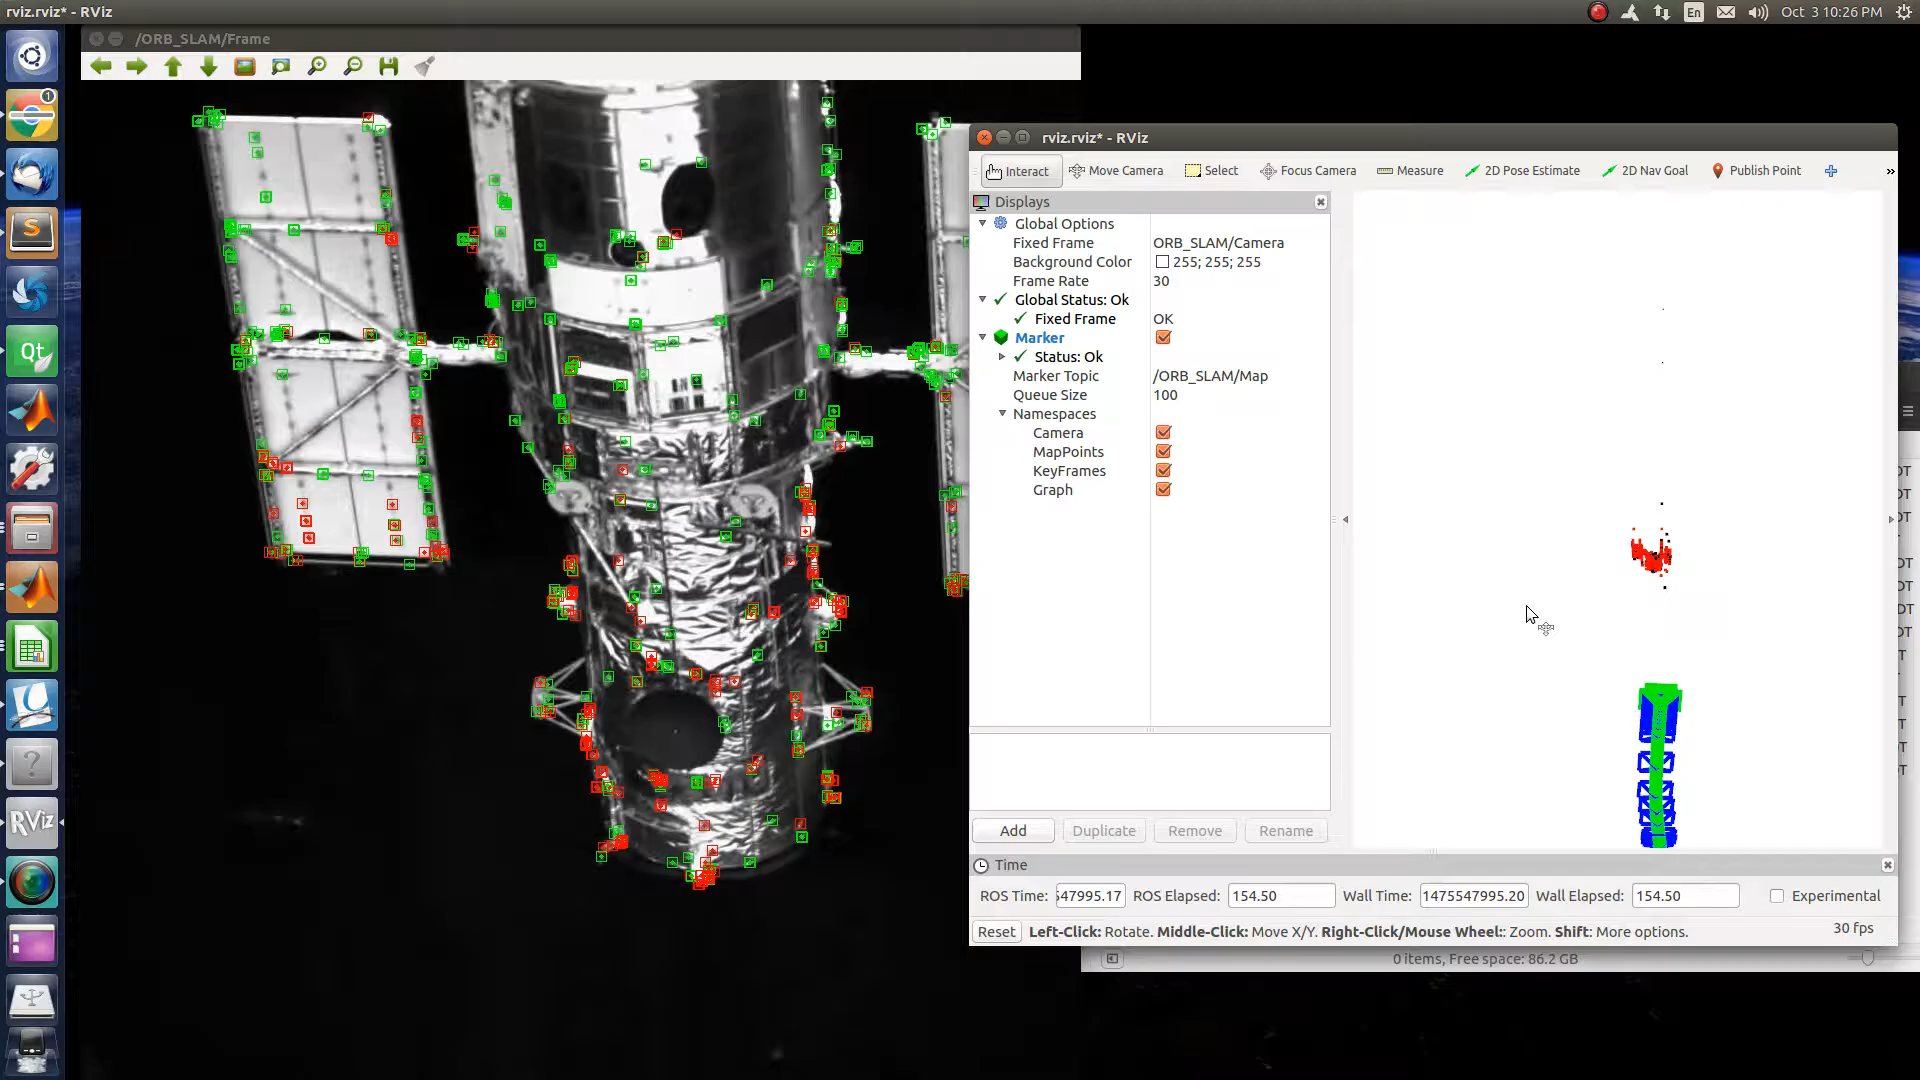 rviz.rviz* - RViz
En
Oct 3 10:26 PM
/ORB_SLAM/Frame
1
S
Qt
RViz
?
rviz.rviz* - RViz
Interact
Move Camera
Select
Focus Camera
Measure
2D Pose Estimate
2D Nav Goal
Publish Point
»
Displays
Global Options
Fixed Frame ORB_SLAM/Camera
Background Color 255; 255; 255
Frame Rate 30
Global Status: Ok
Fixed Frame OK
Marker
Status: Ok
Marker Topic /ORB_SLAM/Map
Queue Size 100
Namespaces
Camera
MapPoints
KeyFrames
Graph
Add Duplicate Remove Rename
Time
ROS Time: 547995.17 ROS Elapsed: 154.50 Wall Time: 1475547995.20 Wall Elapsed: 154.50 Experimental
Reset Left-Click: Rotate. Middle-Click: Move X/Y. Right-Click/Mouse Wheel:: Zoom. Shift: More options. 30 fps
0 items, Free space: 86.2 GB